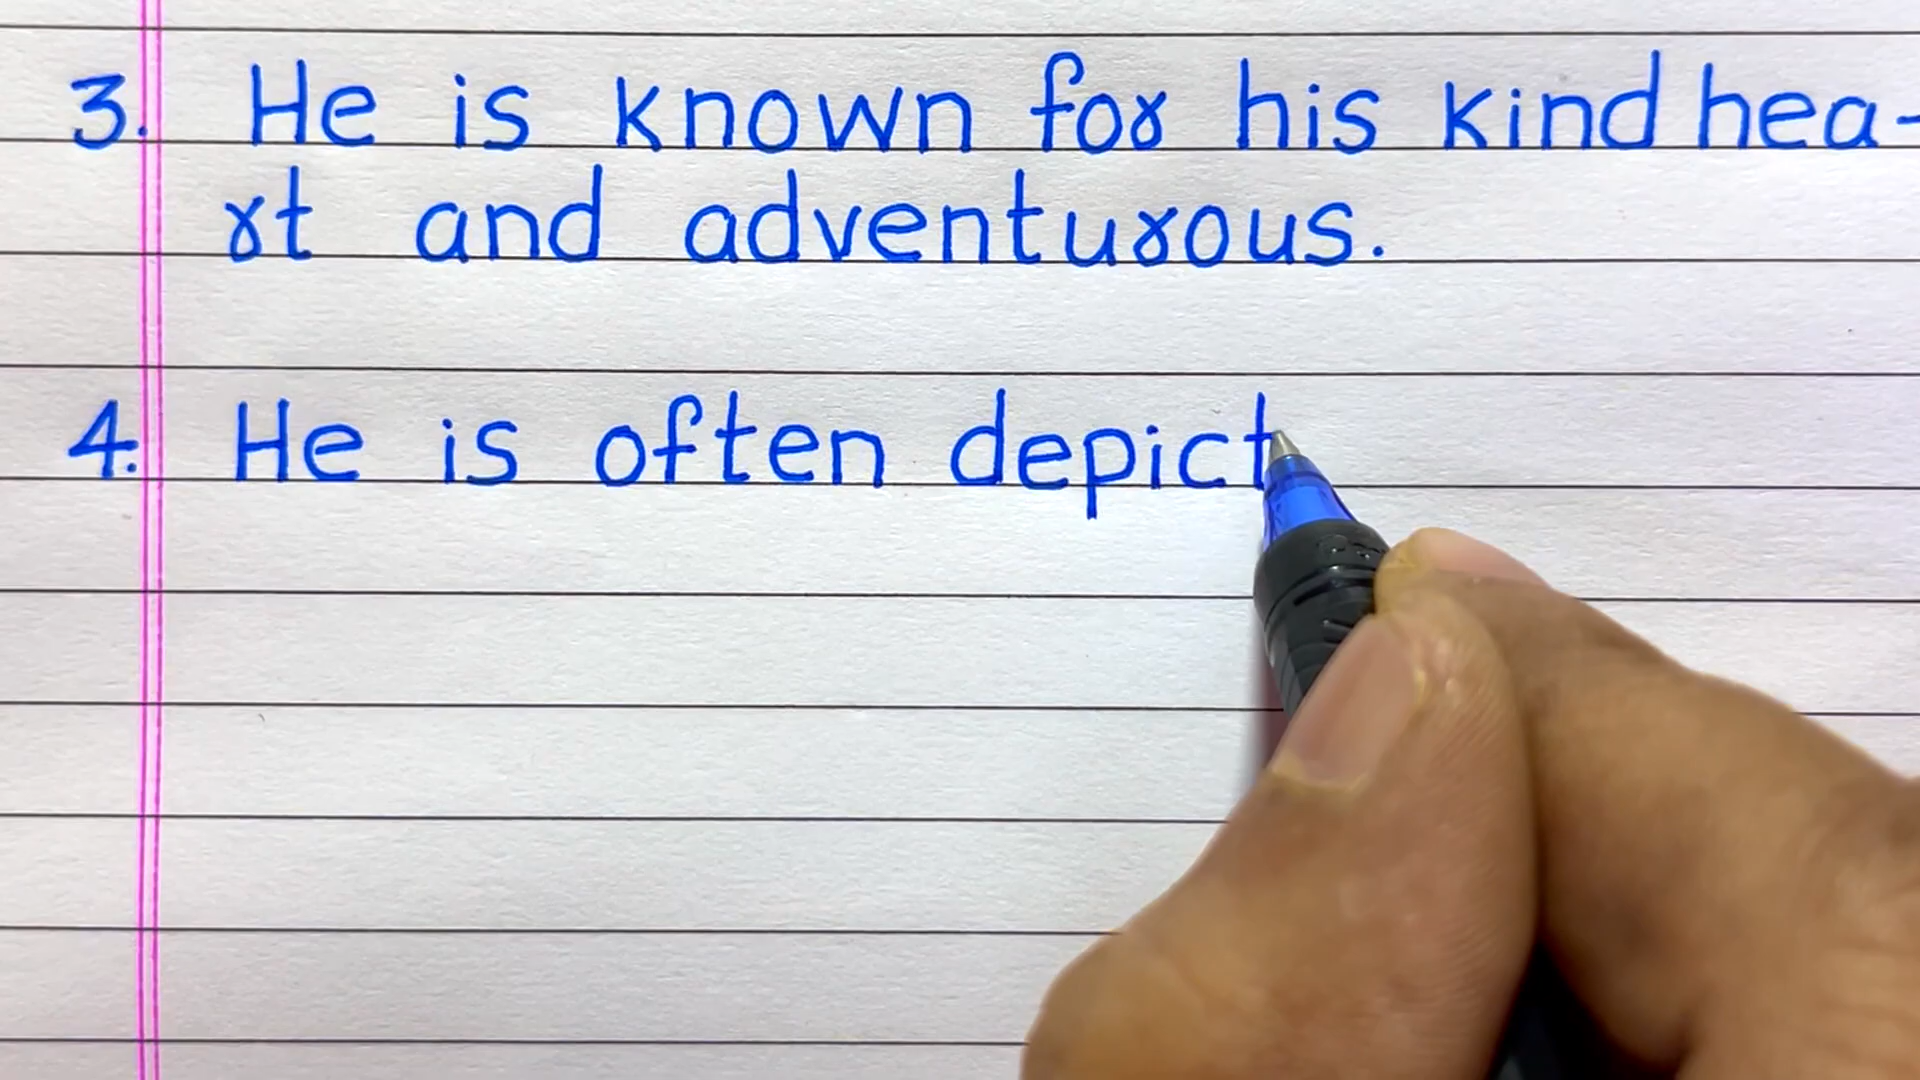 3. He is known for his kind hea-
rt and adventurous.
4. He is often depict